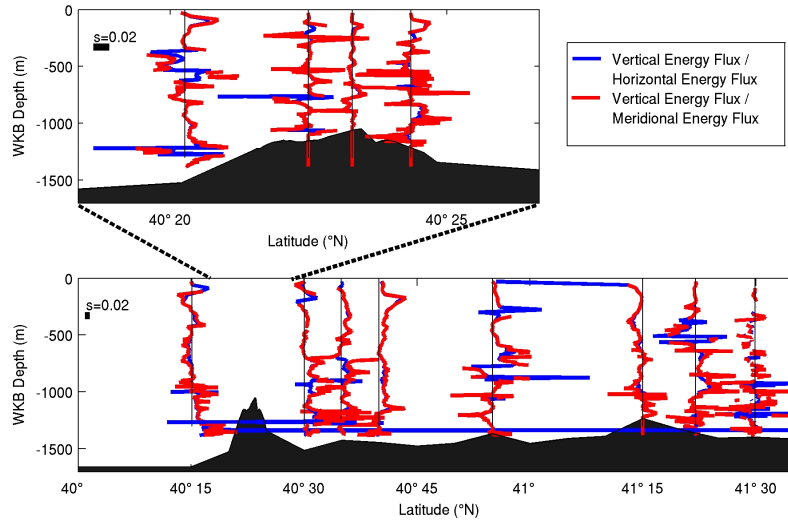 0
-500
-1000
-1500
WKB Depth (m)
s=0.02
40° 20
40° 25
Latitude (°N)
Vertical Energy Flux /
Horizontal Energy Flux
Vertical Energy Flux /
Meridional Energy Flux
0
-500
-1000
-1500
WKB Depth (m)
s=0.02
40°
40° 15
40° 30
40° 45
41°
41° 15
41° 30
Latitude (°N)